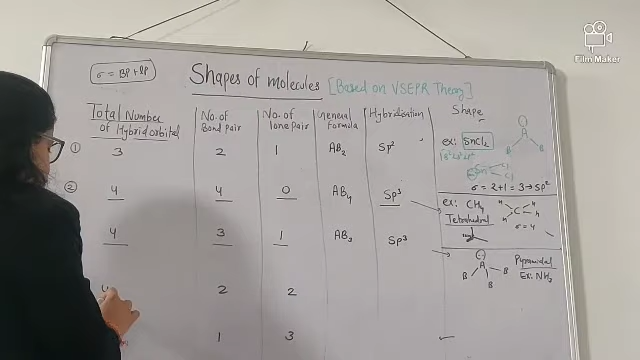 Film Maker
σ = BP + LP
Shapes of molecules [Based on VSEPR Theory]
Total Number of Hybrid orbital
No. of Bond pair
No. of lone pair
General formula
Hybridisation
Shape
① 3 2 1 AB2 Sp²
ex: SnCl2
A
B B
Cl
Cl
σ = 2+1 = 3 → SP²
② 4 4 0 AB4 Sp³
ex: CH4
Tetrahedral
H H
C
H H
σ = 4
4 3 1 AB3 Sp³
A
B B
B
Pyramidal
Ex: NH3
4 2 2
1 3